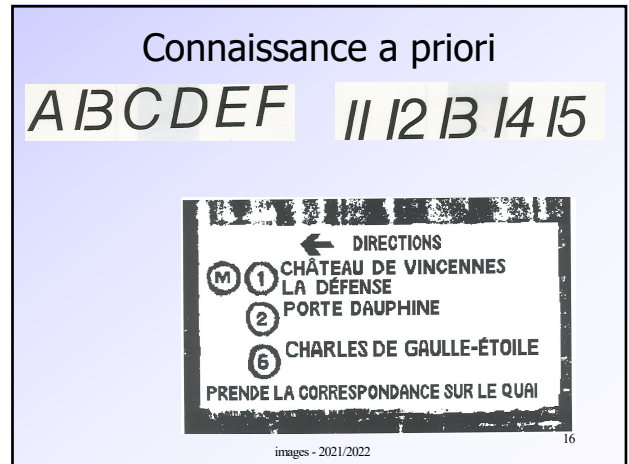 Connaissance a priori
A B C D E F
11 12 13 14 15
← DIRECTIONS
M 1 CHÂTEAU DE VINCENNES
LA DÉFENSE
2 PORTE DAUPHINE
6 CHARLES DE GAULLE-ÉTOILE
PRENDE LA CORRESPONDANCE SUR LE QUAI
16
images - 2021/2022